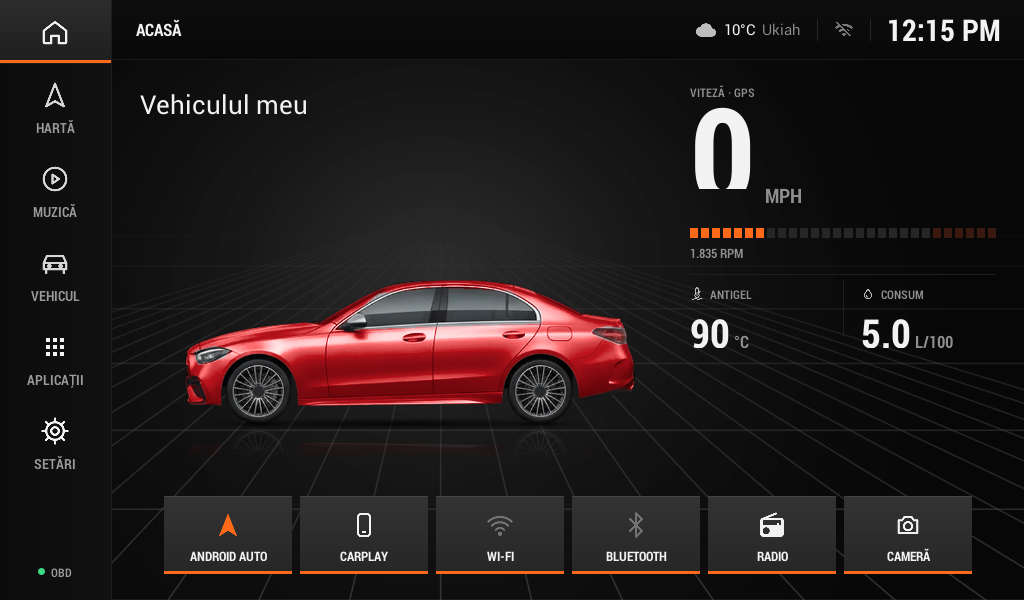 ACASĂ
10°C Ukiah
12:15 PM
HARTĂ
MUZICĂ
VEHICUL
APLICAȚII
SETĂRI
OBD
Vehiculul meu
VITEZĂ · GPS
0 MPH
1.835 RPM
ANTIGEL
90 °C
CONSUM
5.0 L/100
ANDROID AUTO
CARPLAY
WI-FI
BLUETOOTH
RADIO
CAMERĂ